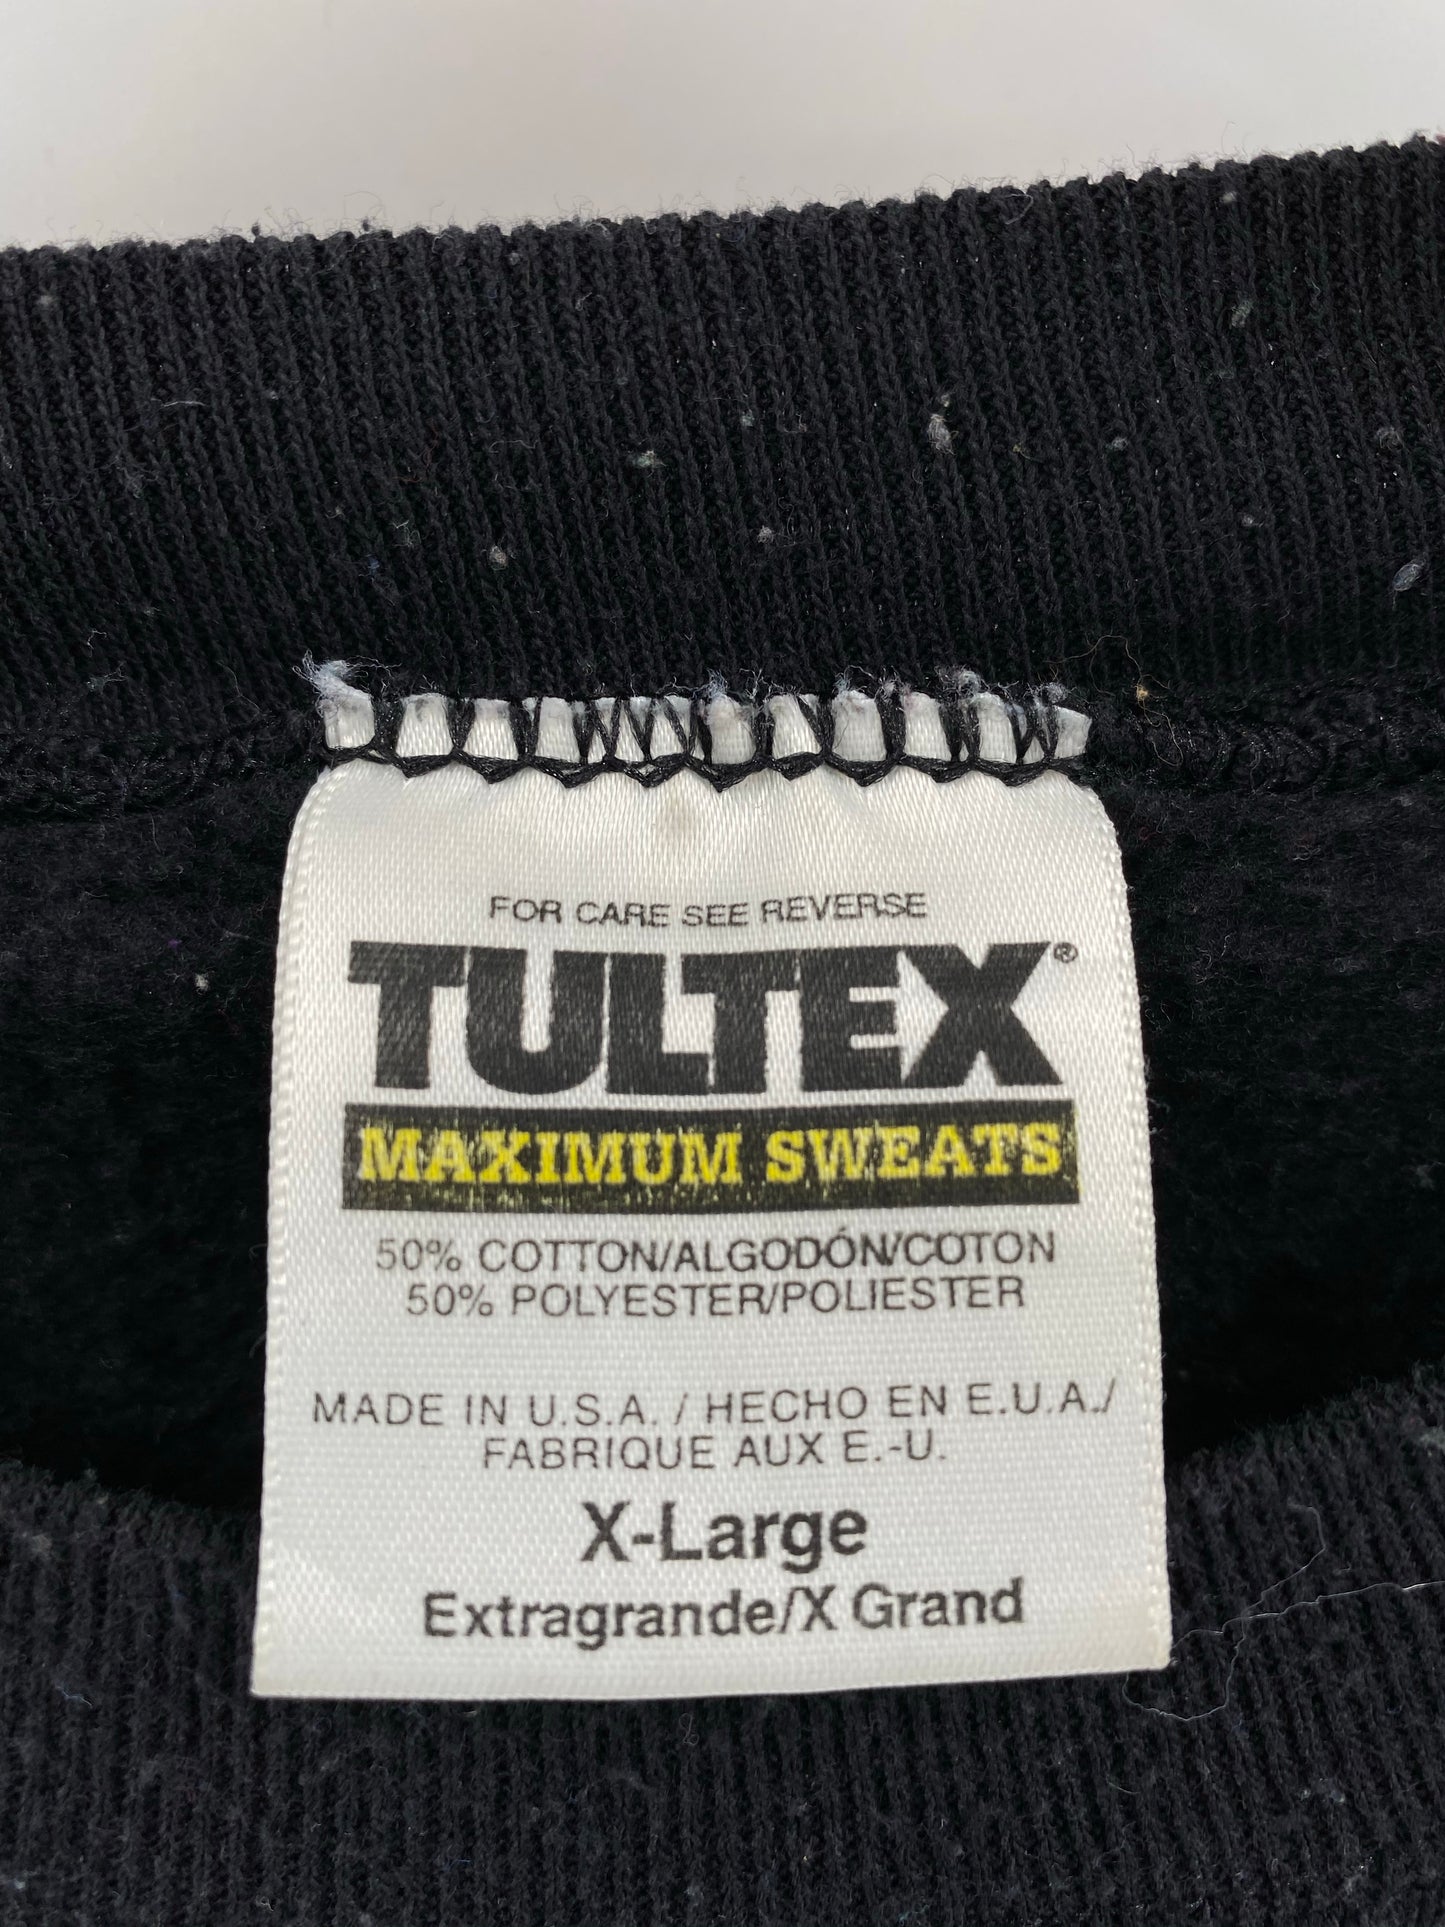 FOR CARE SEE REVERSE
TULTEX®
MAXIMUM SWEATS
50% COTTON/ALGODÓN/COTON
50% POLYESTER/POLIESTER
MADE IN U.S.A. / HECHO EN E.U.A./
FABRIQUE AUX E.-U.
X-Large
Extragrande/X Grand